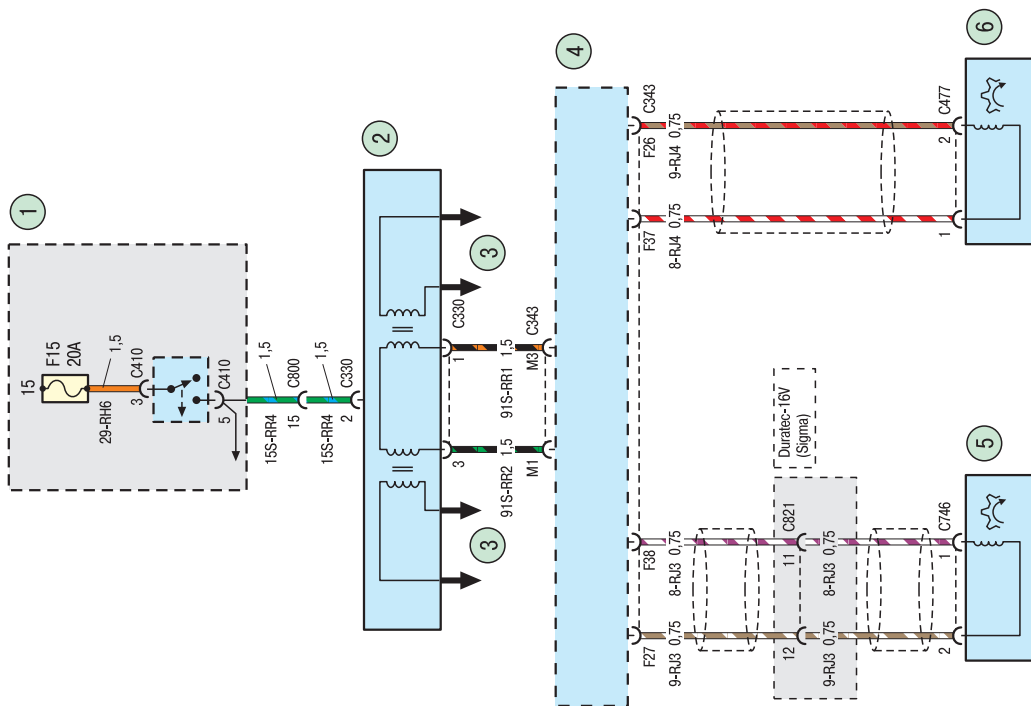 1
15
F15
20A
1,5
29-RH6
3
C410
5
C410
15S-RR4
1,5
15
C800
15S-RR4
1,5
2
C330
2
3
3
C330
1
3
91S-RR1
1,5
91S-RR2
1,5
M3
C343
M1
4
C343
F26
9-RJ4
0,75
F37
8-RJ4
0,75
C477
2
1
6
F38
8-RJ3
0,75
F27
9-RJ3
0,75
Duratec-16V
(Sigma)
C821
11
12
8-RJ3
0,75
9-RJ3
0,75
C746
1
2
5